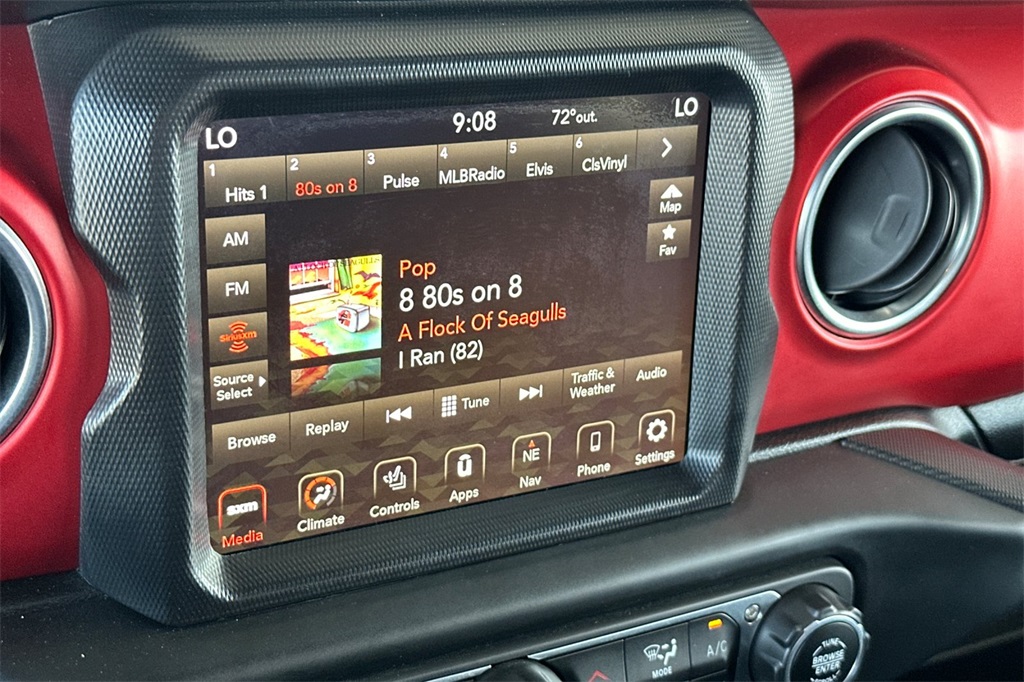 LO
9:08
72°out.
LO
1 Hits 1
2 80s on 8
3 Pulse
4 MLBRadio
5 Elvis
6 ClsVinyl
AM
FM
SiriusXM
Source
Select
Map
Fav
Pop
8 80s on 8
A Flock Of Seagulls
I Ran (82)
Browse
Replay
Tune
Traffic &
Weather
Audio
sxm
Media
Climate
Controls
Apps
NE
Nav
Phone
Settings
MODE
A/C
TUNE
BROWSE
ENTER